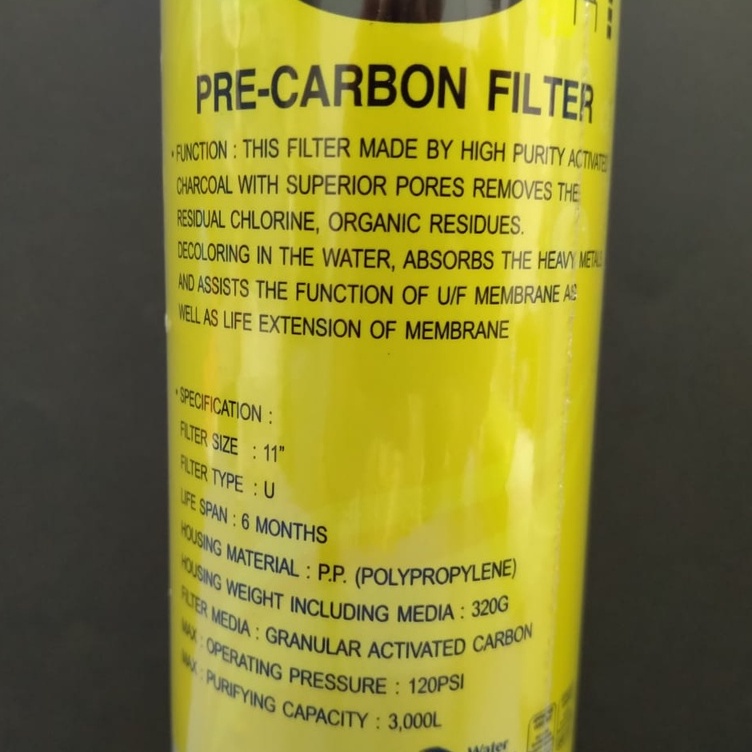 PRE-CARBON FILTER
• FUNCTION : THIS FILTER MADE BY HIGH PURITY ACTIVATED
CHARCOAL WITH SUPERIOR PORES REMOVES THE
RESIDUAL CHLORINE, ORGANIC RESIDUES.
DECOLORING IN THE WATER, ABSORBS THE HEAVY METALS
AND ASSISTS THE FUNCTION OF U/F MEMBRANE AS
WELL AS LIFE EXTENSION OF MEMBRANE
• SPECIFICATION :
FILTER SIZE : 11"
FILTER TYPE : U
LIFE SPAN : 6 MONTHS
HOUSING MATERIAL : P.P. (POLYPROPYLENE)
HOUSING WEIGHT INCLUDING MEDIA : 320G
FILTER MEDIA : GRANULAR ACTIVATED CARBON
MAX : OPERATING PRESSURE : 120PSI
MAX : PURIFYING CAPACITY : 3,000L
Water